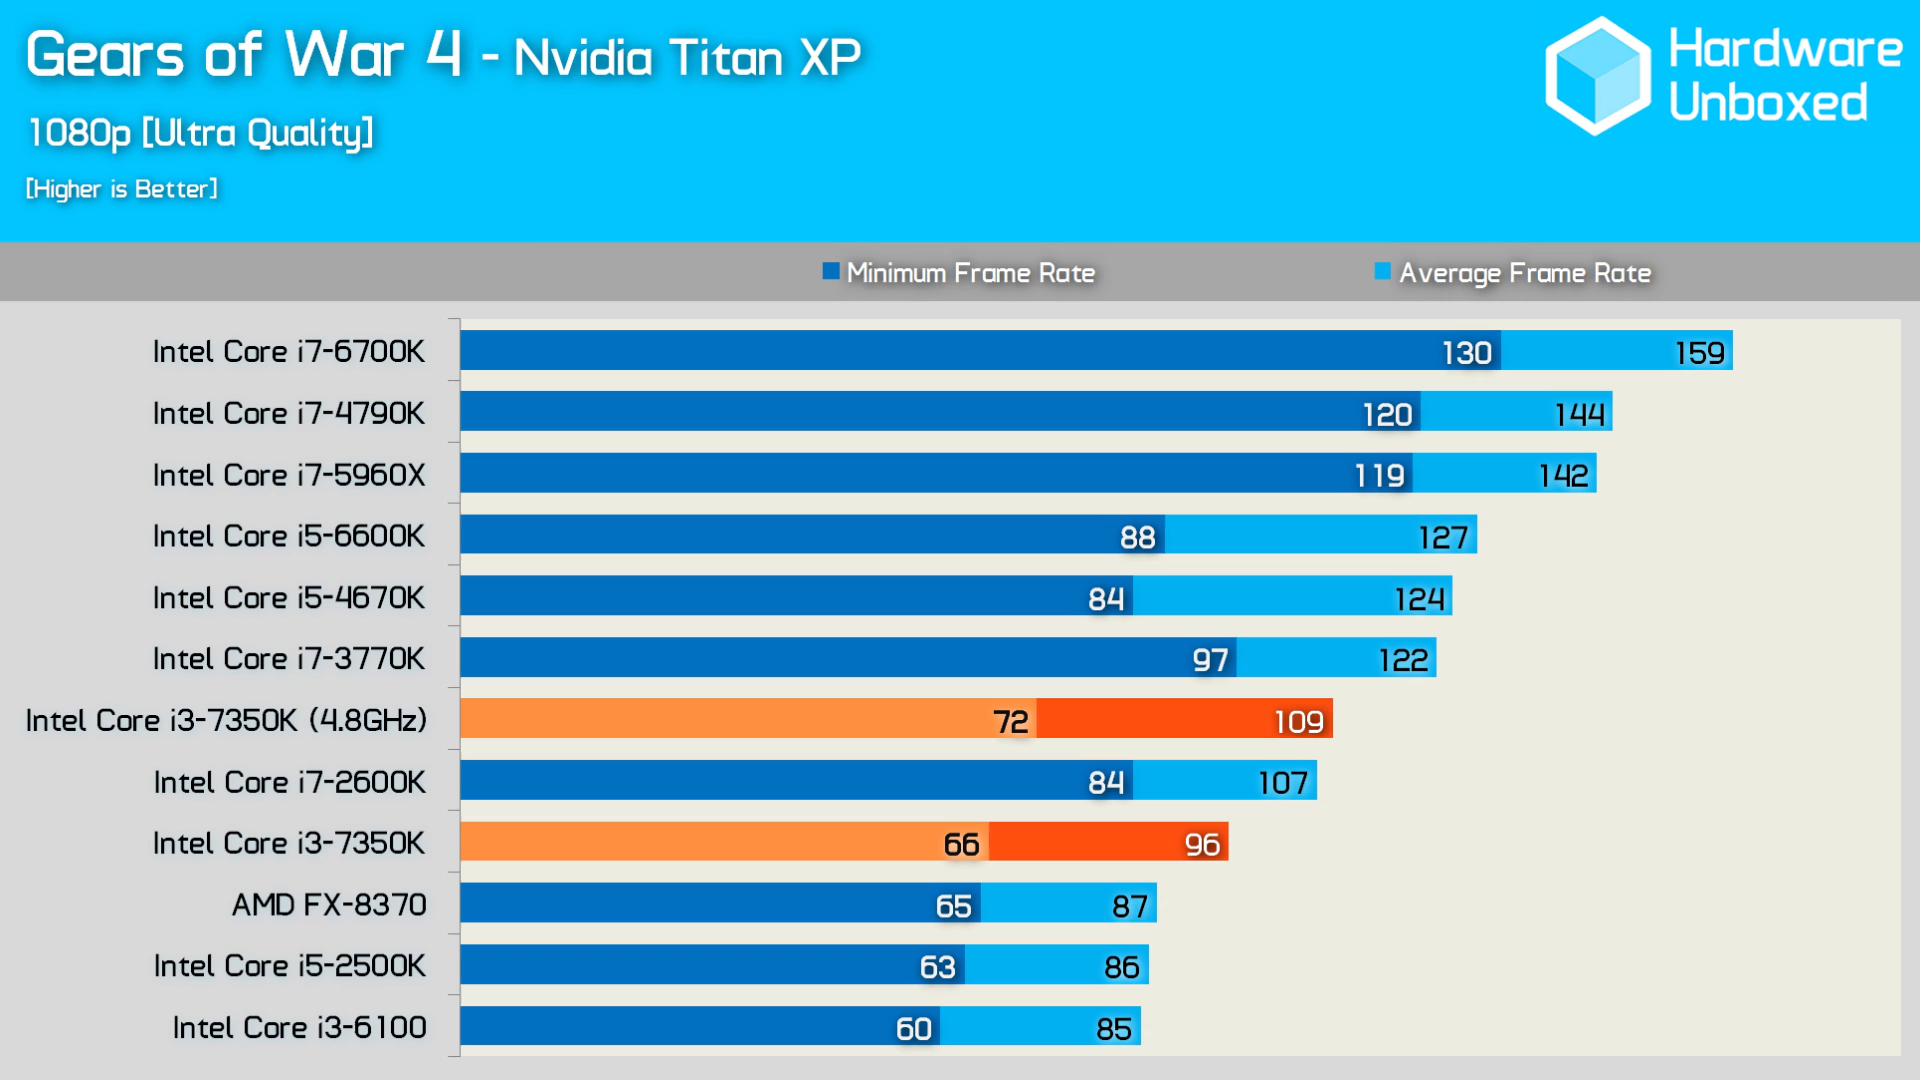 Gears of War 4 - Nvidia Titan XP
1080p [Ultra Quality]
[Higher is Better]
Hardware
Unboxed
Minimum Frame Rate Average Frame Rate
Intel Core i7-6700K 130 159
Intel Core i7-4790K 120 144
Intel Core i7-5960X 119 142
Intel Core i5-6600K 88 127
Intel Core i5-4670K 84 124
Intel Core i7-3770K 97 122
Intel Core i3-7350K (4.8GHz) 72 109
Intel Core i7-2600K 84 107
Intel Core i3-7350K 66 96
AMD FX-8370 65 87
Intel Core i5-2500K 63 86
Intel Core i3-6100 60 85